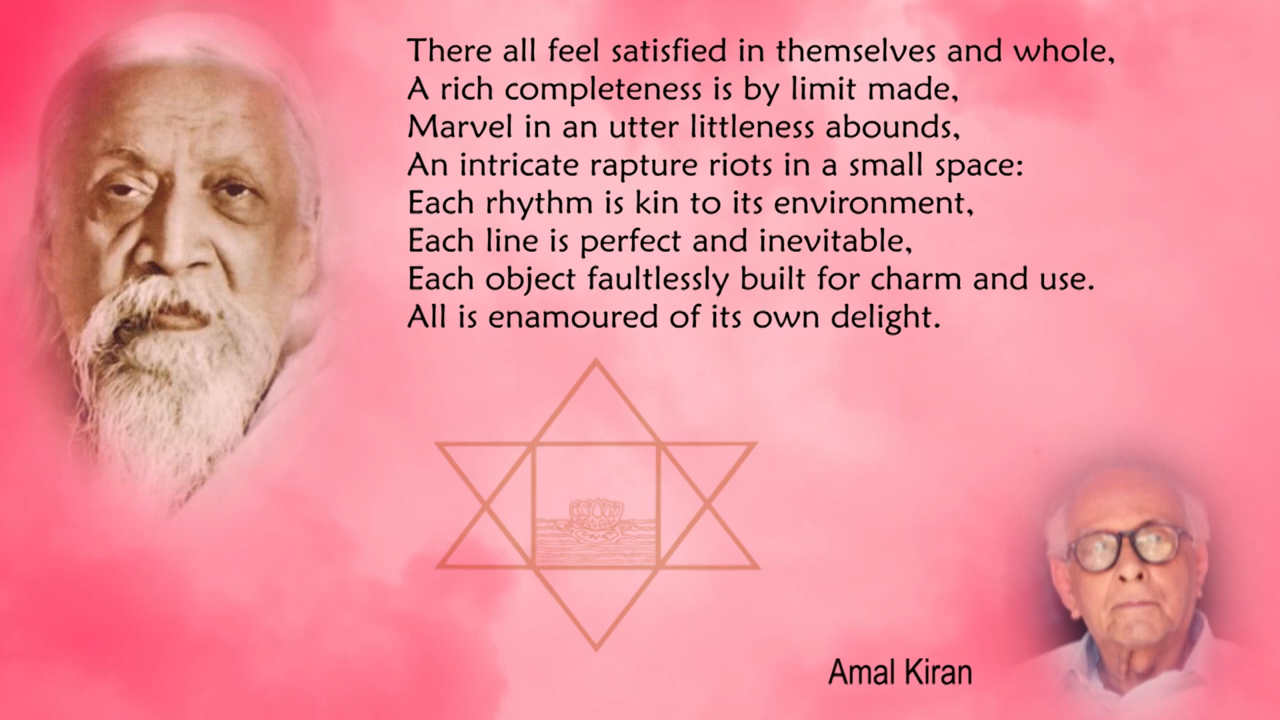 There all feel satisfied in themselves and whole,
A rich completeness is by limit made,
Marvel in an utter littleness abounds,
An intricate rapture riots in a small space:
Each rhythm is kin to its environment,
Each line is perfect and inevitable,
Each object faultlessly built for charm and use.
All is enamoured of its own delight.
Amal Kiran